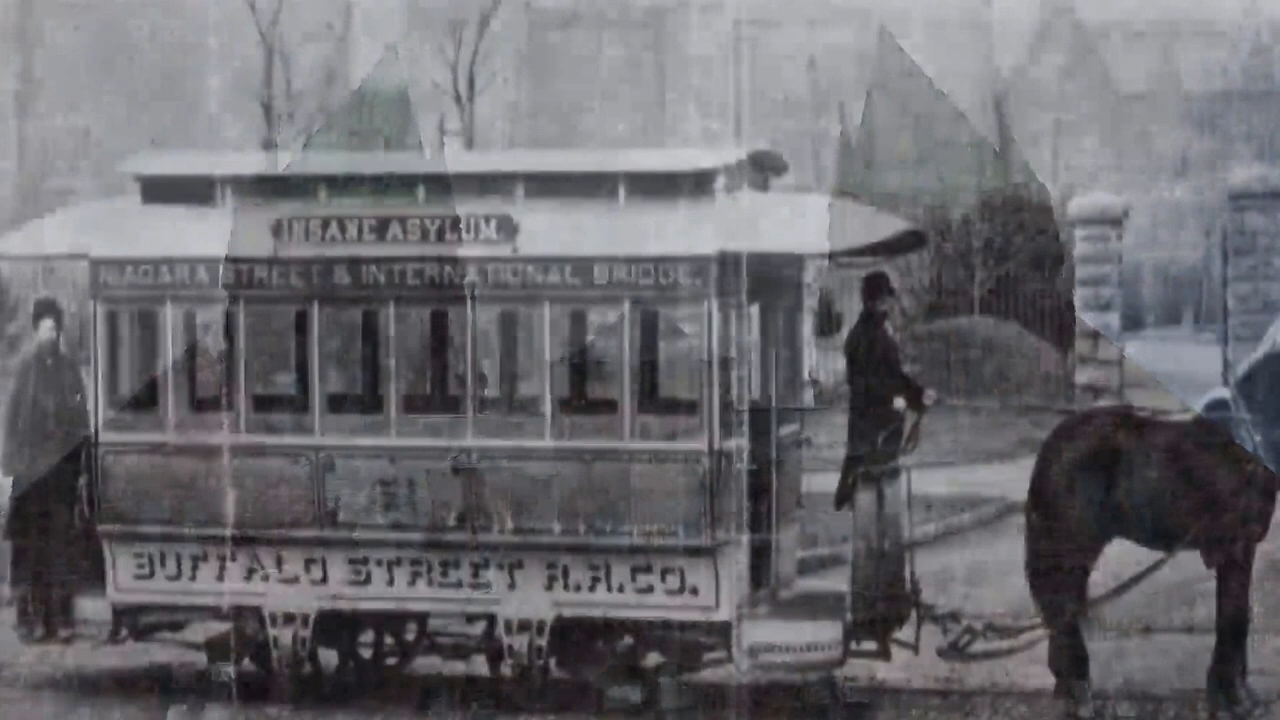 INSANE ASYLUM
NIAGARA STREET & INTERNATIONAL BRIDGE.
BUFFALO STREET R.R.CO.